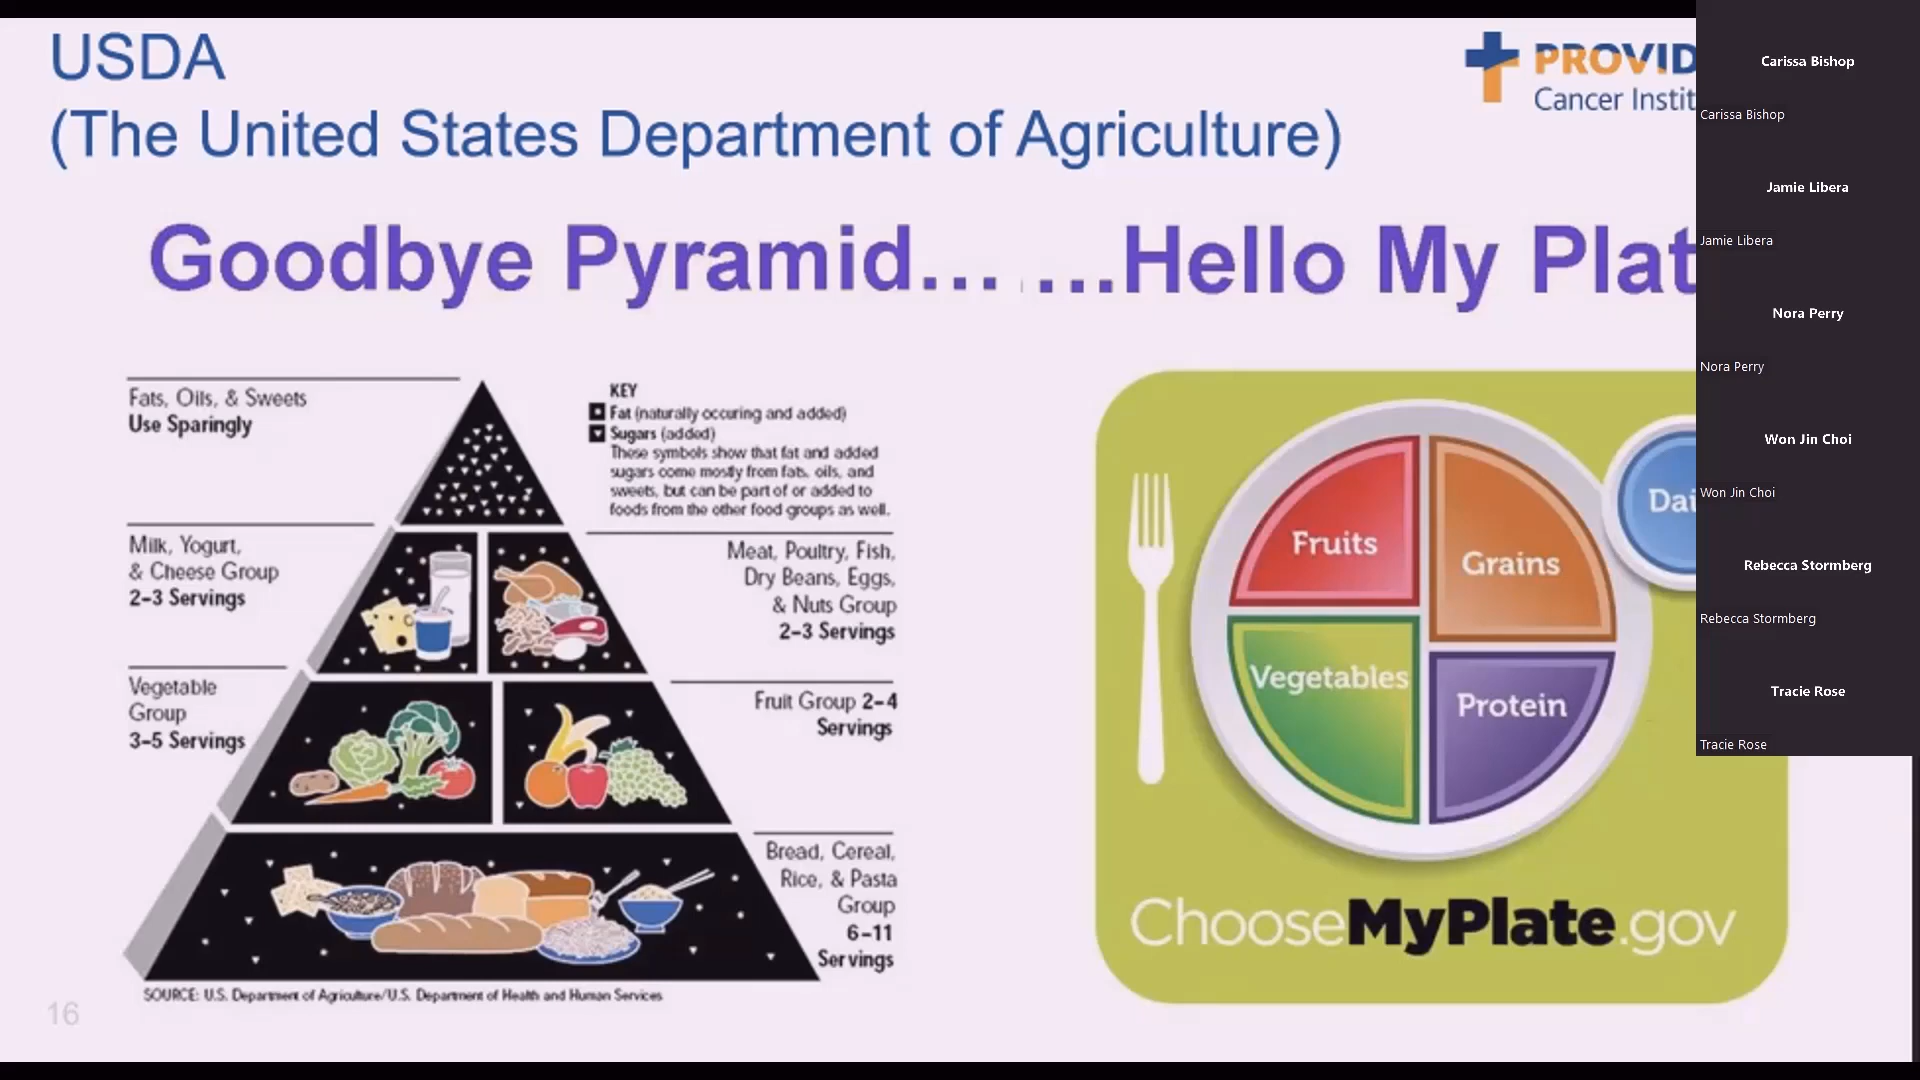 USDA
(The United States Department of Agriculture)
PROVID
Cancer Instit
Goodbye Pyramid... ...Hello My Plat
Fats, Oils, & Sweets
Use Sparingly
KEY
Fat (naturally occuring and added)
Sugars (added)
These symbols show that fat and added
sugars come mostly from fats, oils, and
sweets, but can be part of or added to
foods from the other food groups as well.
Milk, Yogurt,
& Cheese Group
2–3 Servings
Meat, Poultry, Fish,
Dry Beans, Eggs,
& Nuts Group
2–3 Servings
Vegetable
Group
3–5 Servings
Fruit Group 2–4
Servings
Bread, Cereal,
Rice, & Pasta
Group
6–11
Servings
SOURCE: U.S. Department of Agriculture/U.S. Department of Health and Human Services
16
Fruits
Grains
Vegetables
Protein
Dai
ChooseMyPlate.gov
Carissa Bishop
Carissa Bishop
Jamie Libera
Jamie Libera
Nora Perry
Nora Perry
Won Jin Choi
Won Jin Choi
Rebecca Stormberg
Rebecca Stormberg
Tracie Rose
Tracie Rose